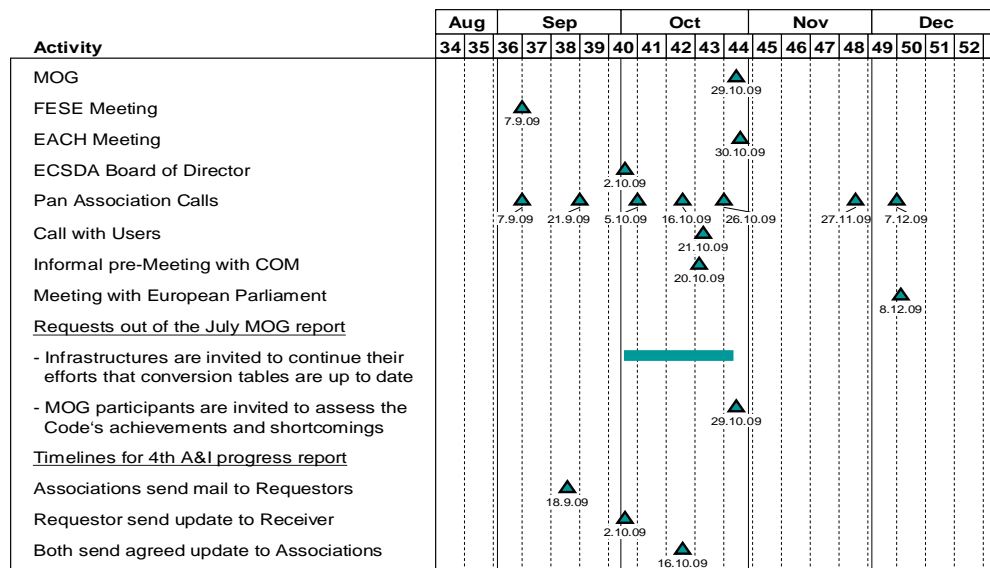 Aug Sep Oct Nov Dec
Activity 34 35 36 37 38 39 40 41 42 43 44 45 46 47 48 49 50 51 52
MOG
29.10.09
FESE Meeting
7.9.09
EACH Meeting
30.10.09
ECSDA Board of Director
2.10.09
Pan Association Calls
7.9.09 21.9.09 5.10.09 16.10.09 26.10.09 27.11.09 7.12.09
Call with Users
21.10.09
Informal pre-Meeting with COM
20.10.09
Meeting with European Parliament
8.12.09
Requests out of the July MOG report
- Infrastructures are invited to continue their
efforts that conversion tables are up to date
- MOG participants are invited to assess the
Code‘s achievements and shortcomings
29.10.09
Timelines for 4th A&I progress report
Associations send mail to Requestors
18.9.09
Requestor send update to Receiver
2.10.09
Both send agreed update to Associations
16.10.09